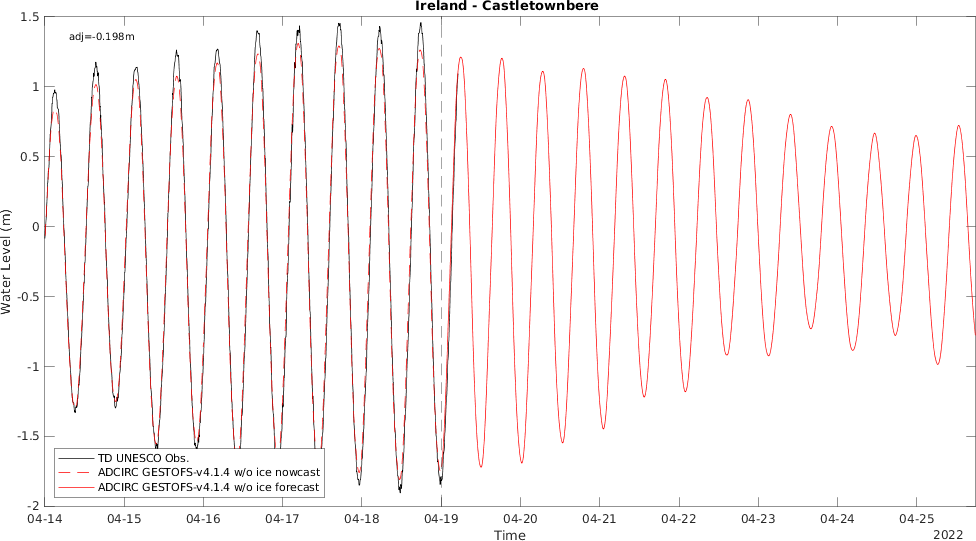 Ireland - Castletownbere
adj=-0.198m
1.5
1
0.5
0
-0.5
-1
-1.5
-2
Water Level (m)
TD UNESCO Obs.
ADCIRC GESTOFS-v4.1.4 w/o ice nowcast
ADCIRC GESTOFS-v4.1.4 w/o ice forecast
04-14 04-15 04-16 04-17 04-18 04-19 04-20 04-21 04-22 04-23 04-24 04-25
Time
2022